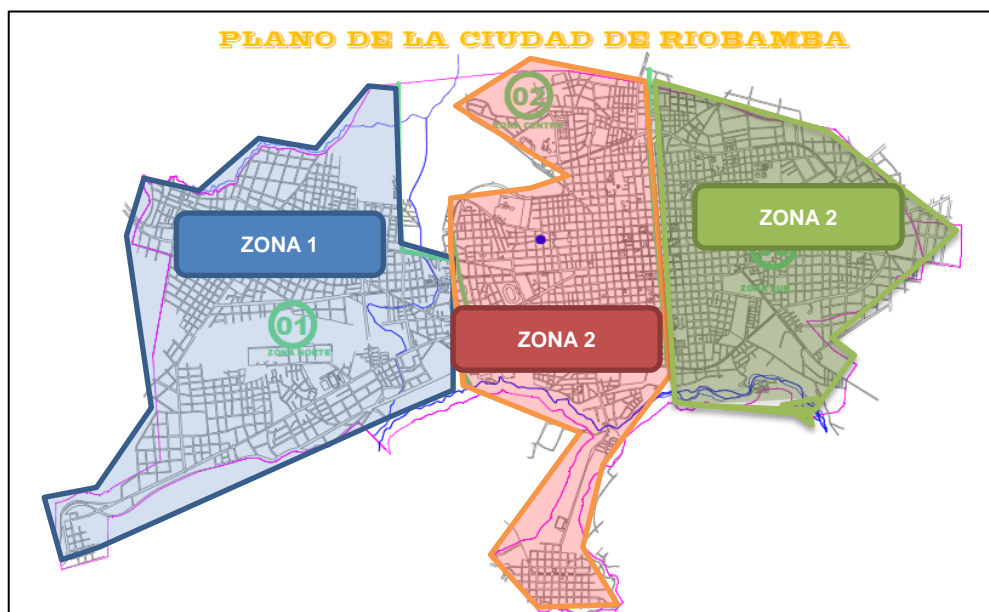 PLANO DE LA CIUDAD DE RIOBAMBA
02
ZONA CENTRO
ZONA 1
ZONA 2
ZONA 2
ZONA SUR
01
ZONA NORTE